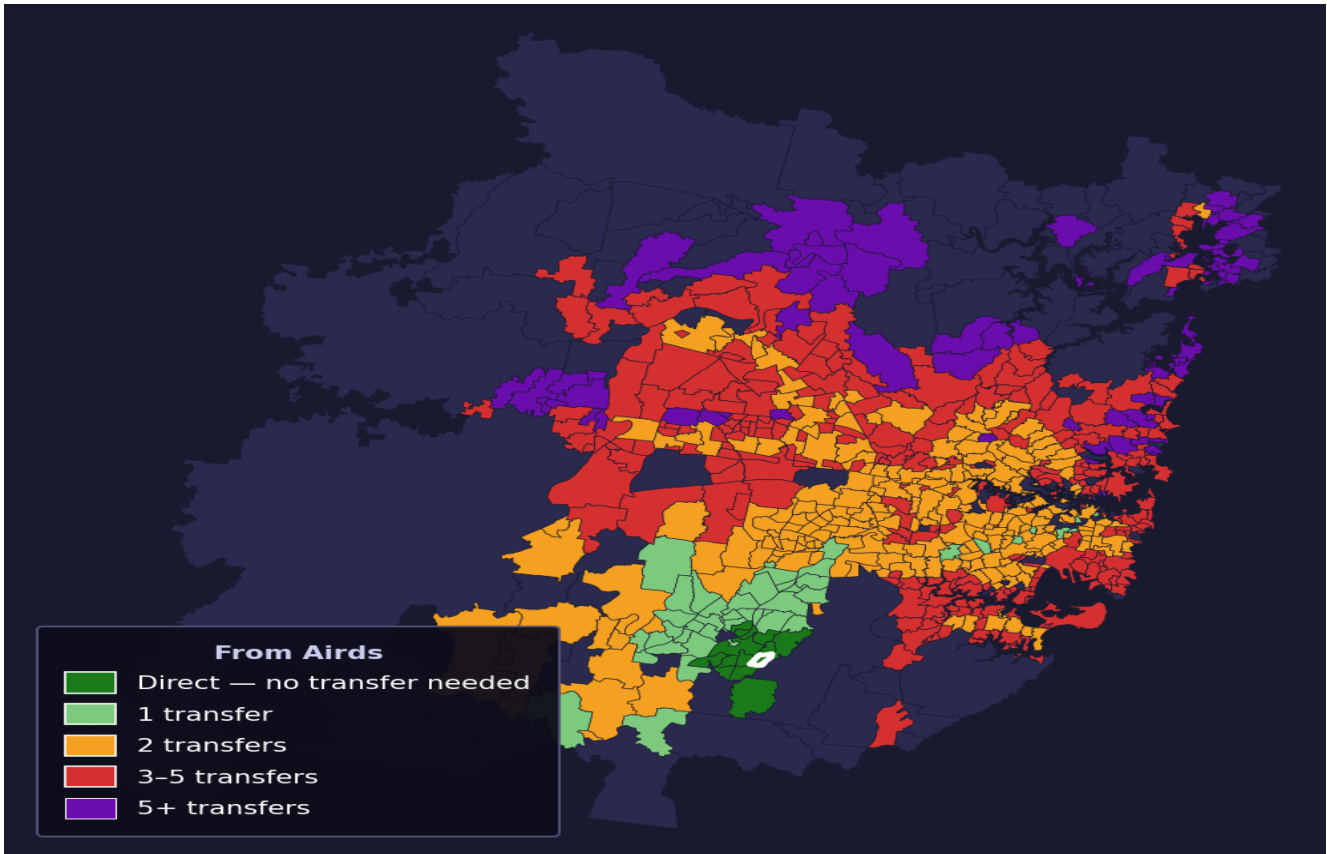 From Airds
Direct — no transfer needed
1 transfer
2 transfers
3–5 transfers
5+ transfers